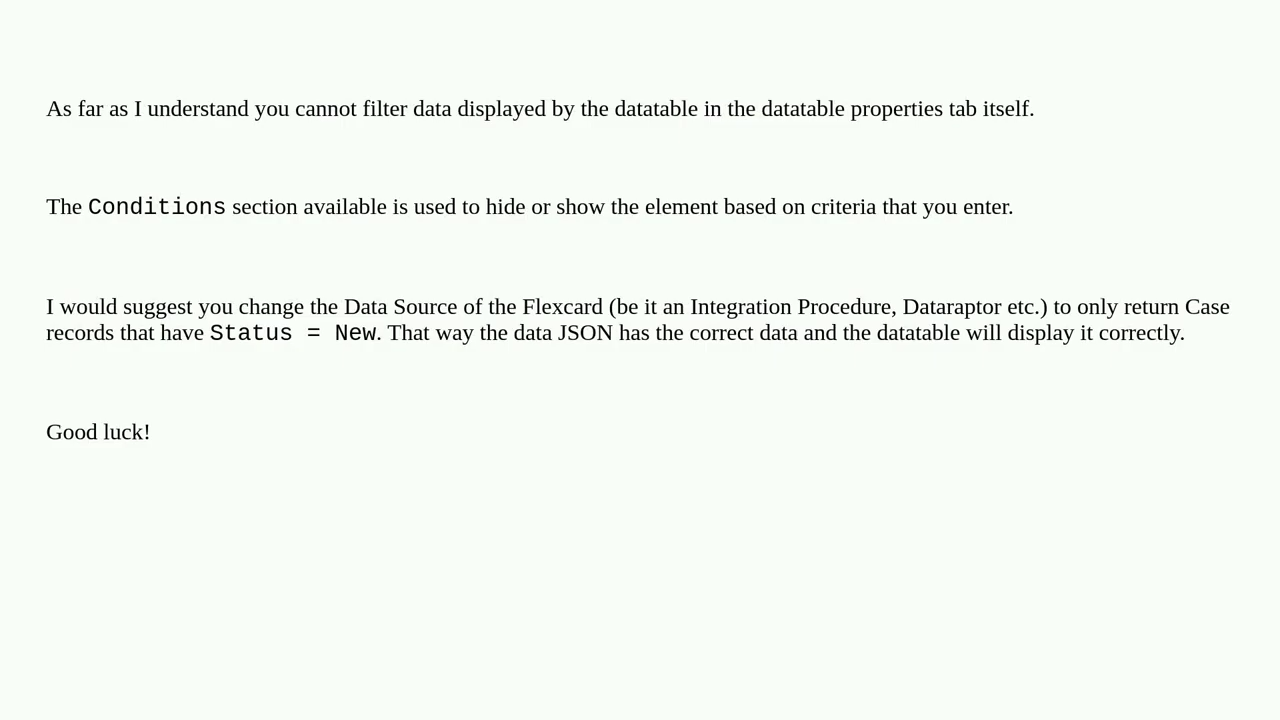 As far as I understand you cannot filter data displayed by the datatable in the datatable properties tab itself.
The Conditions section available is used to hide or show the element based on criteria that you enter.
I would suggest you change the Data Source of the Flexcard (be it an Integration Procedure, Dataraptor etc.) to only return Case
records that have Status = New. That way the data JSON has the correct data and the datatable will display it correctly.
Good luck!